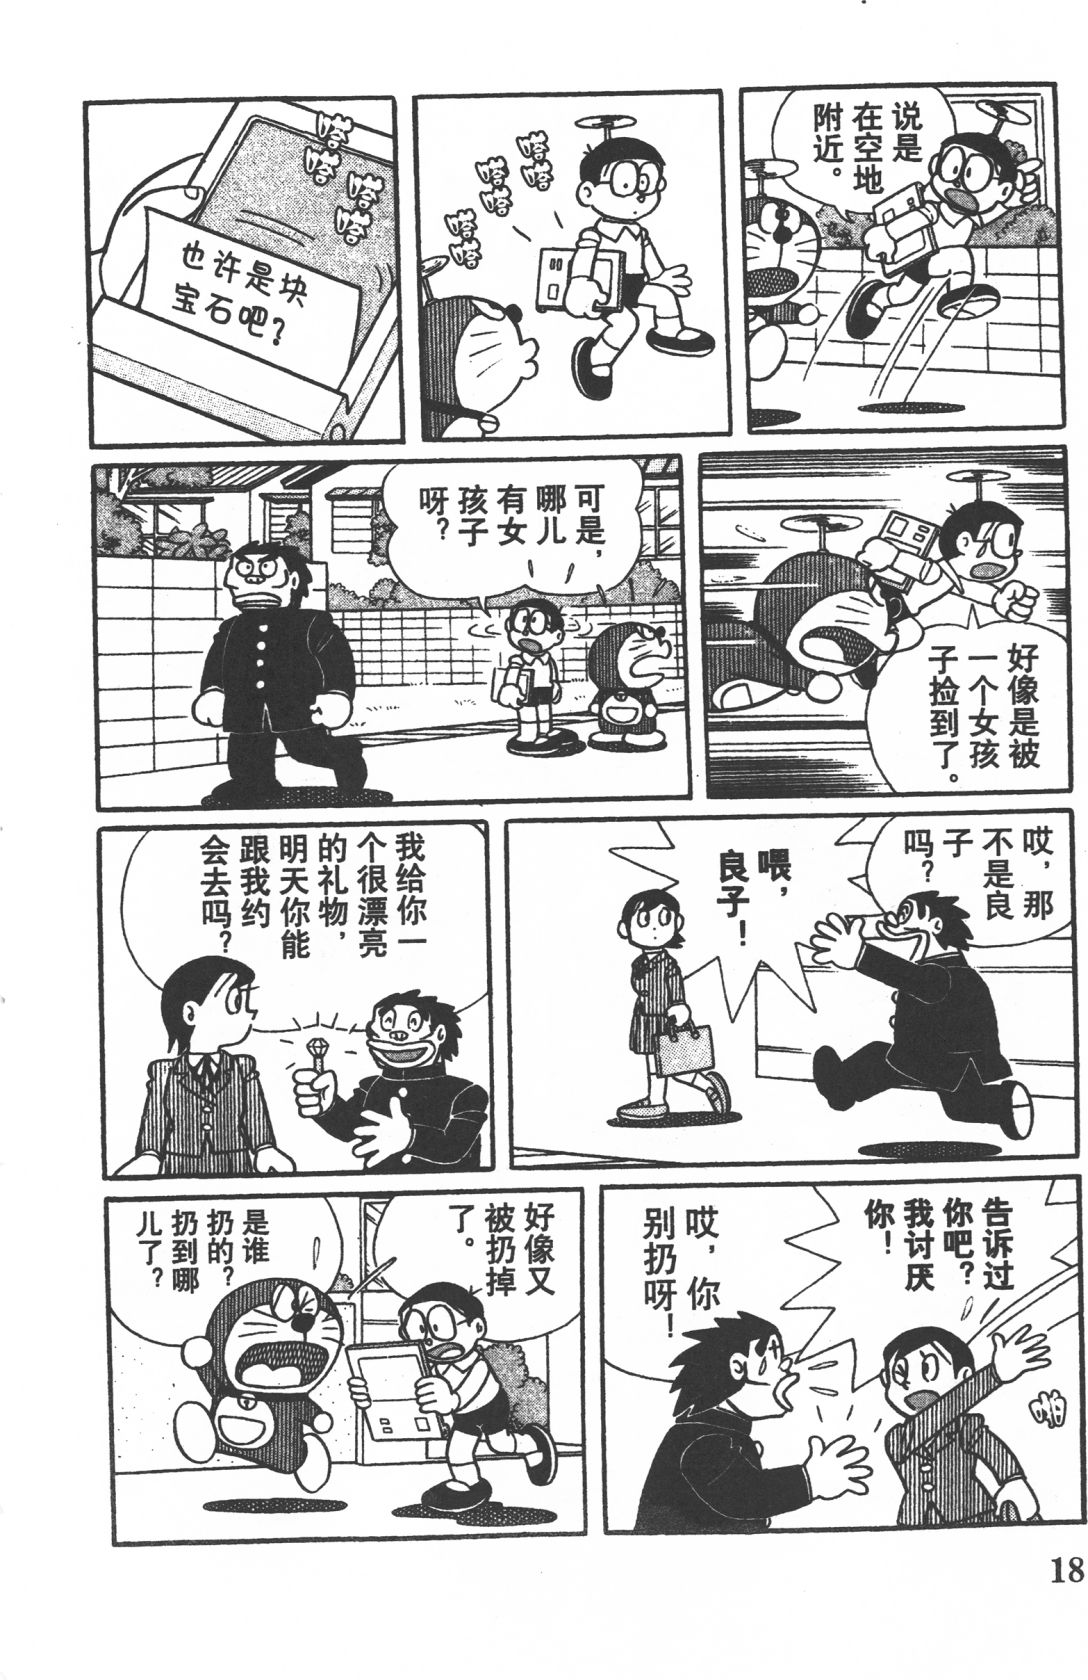 说是
在空地
附近。
嗒
嗒
嗒
嗒
嗒
嗒
嗒
嗒
嗒
嗒
也许是块
宝石吧?
好像是被
一个女孩
子捡到了。
可是,
哪儿
有女
孩子
呀?
哎,那
不是良
子
吗?
喂,
良子!
我给你一
个很漂亮
的礼物,
明天你能
跟我约
会去吗?
告诉过
你吧?
我讨厌
你!
啪
哎,你
别扔呀!
好像又
被扔掉
了。
是谁
扔的?
扔到哪
儿了?
18